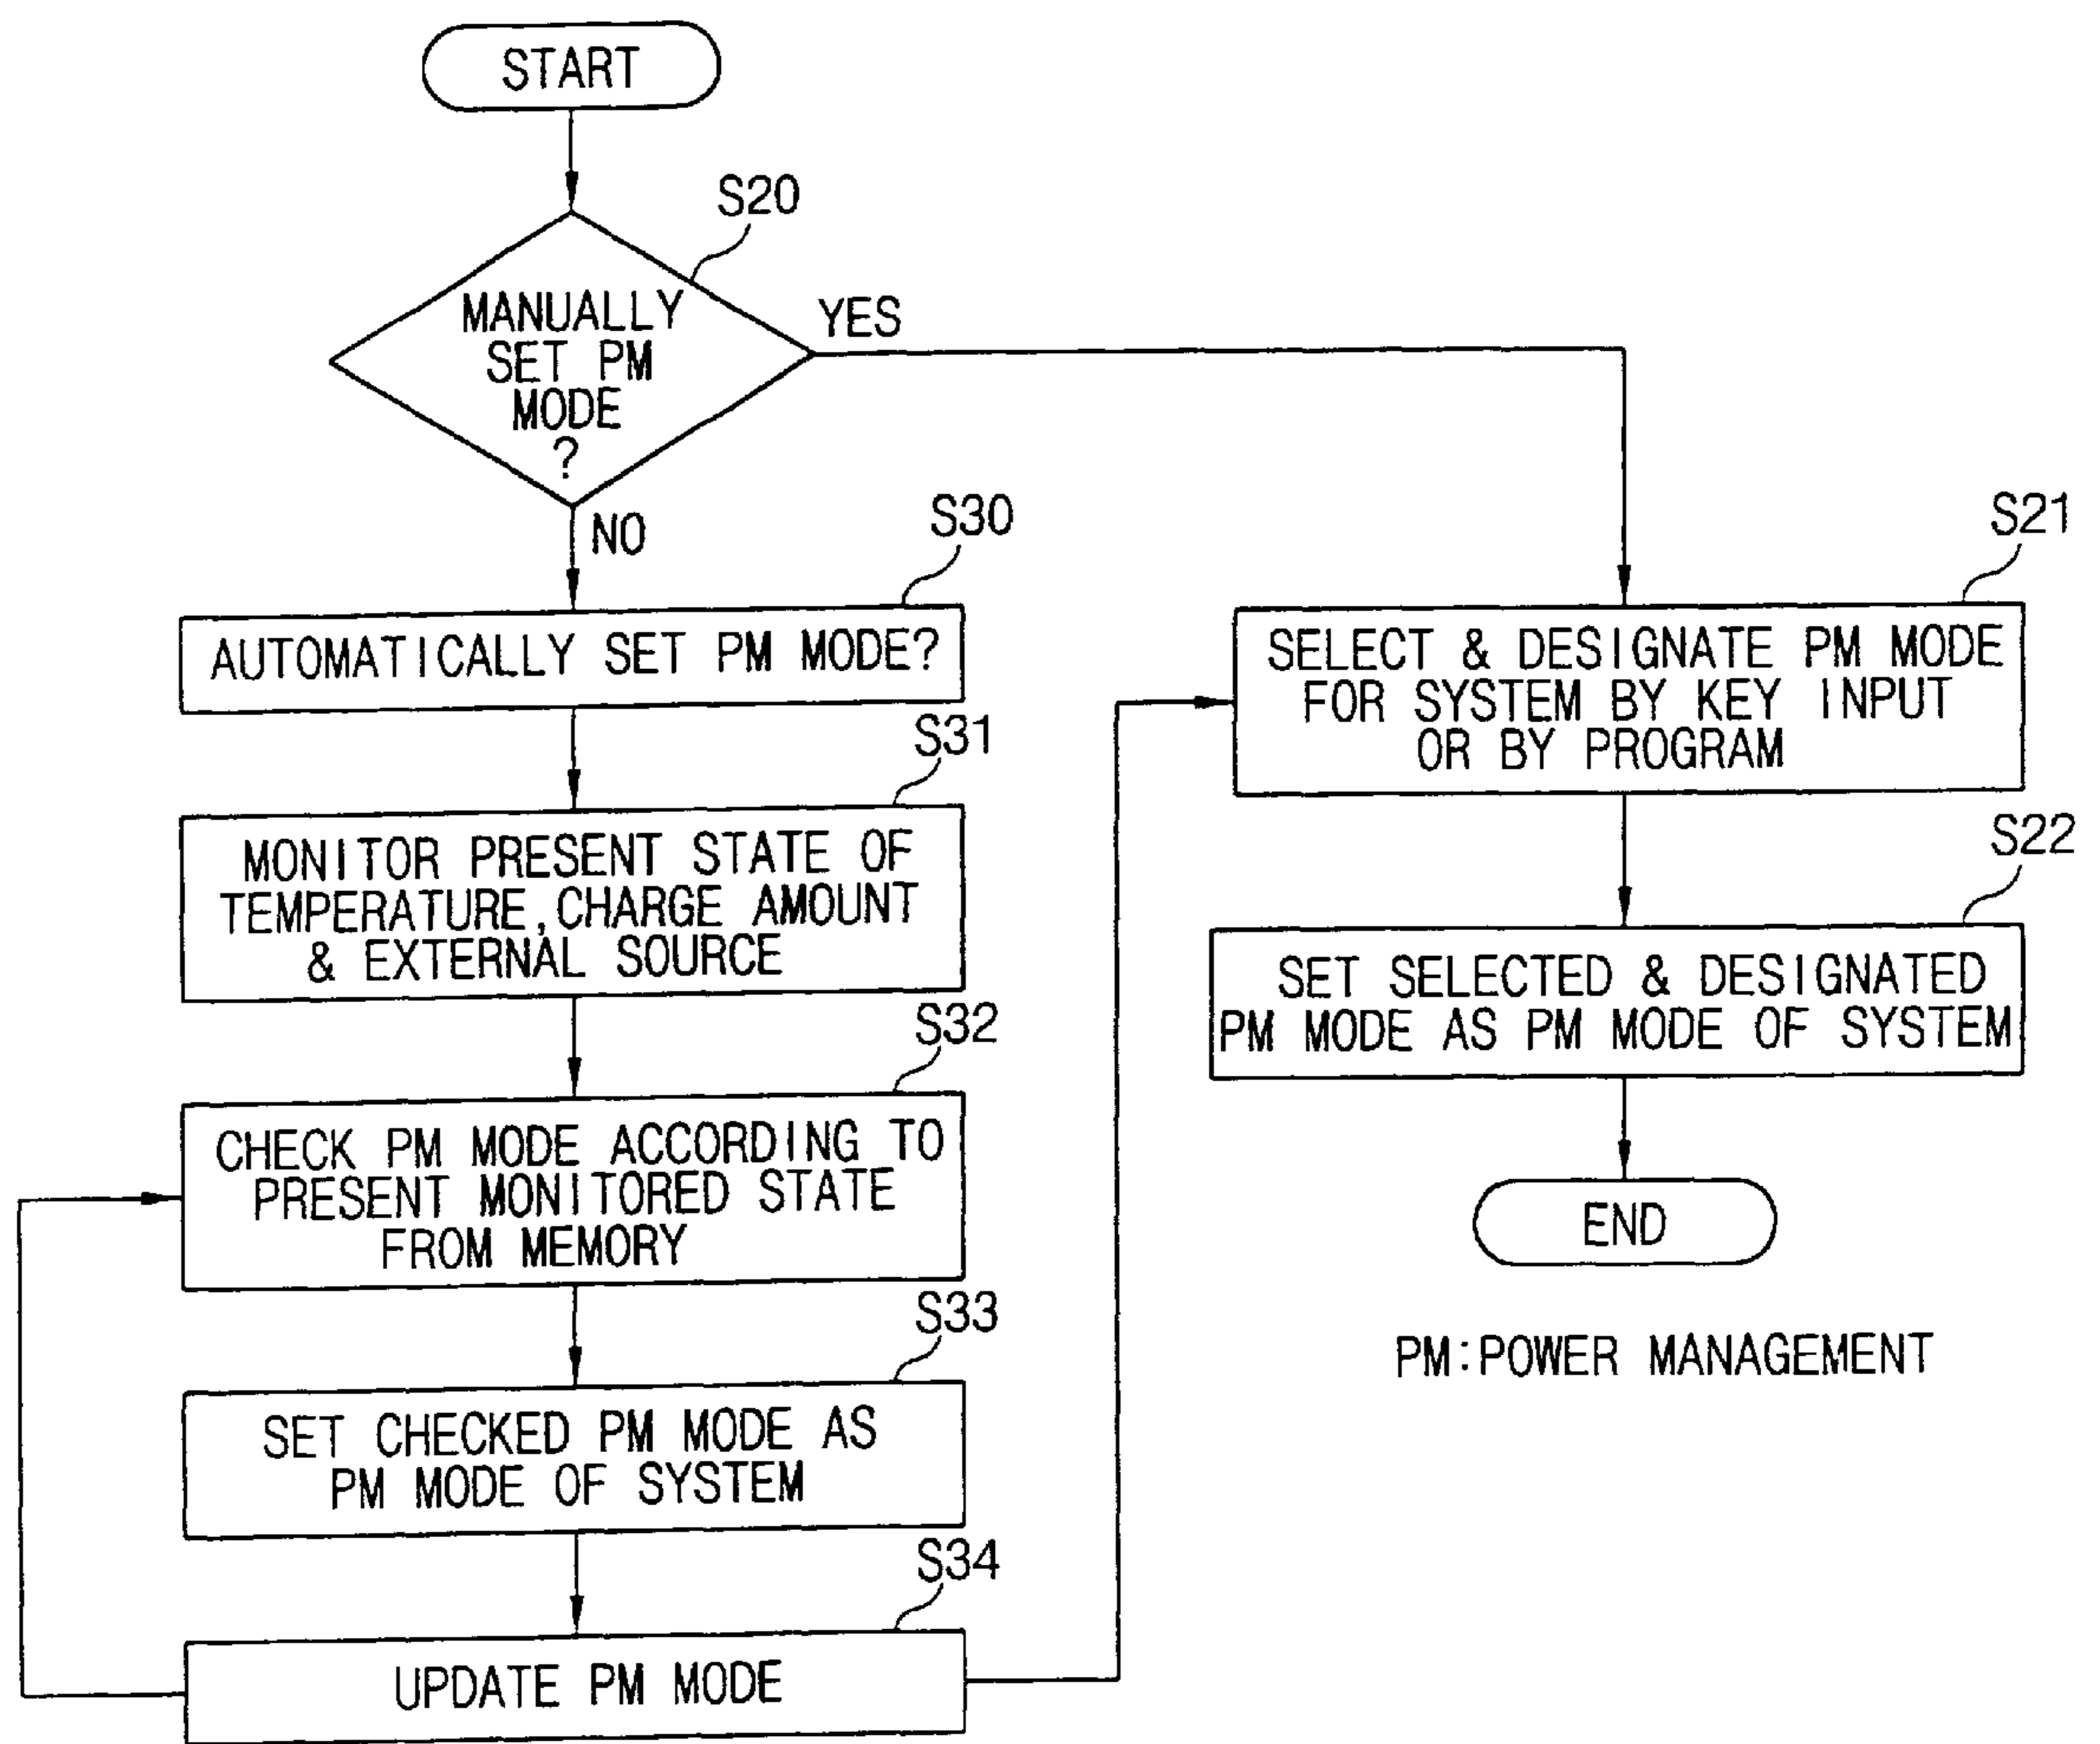 START
S20
MANUALLY
SET PM
MODE
?
YES
NO
S30
AUTOMATICALLY SET PM MODE?
S31
MONITOR PRESENT STATE OF
TEMPERATURE, CHARGE AMOUNT
& EXTERNAL SOURCE
S32
CHECK PM MODE ACCORDING TO
PRESENT MONITORED STATE
FROM MEMORY
S33
SET CHECKED PM MODE AS
PM MODE OF SYSTEM
S34
UPDATE PM MODE
S21
SELECT & DESIGNATE PM MODE
FOR SYSTEM BY KEY INPUT
OR BY PROGRAM
S22
SET SELECTED & DESIGNATED
PM MODE AS PM MODE OF SYSTEM
END
PM:POWER MANAGEMENT